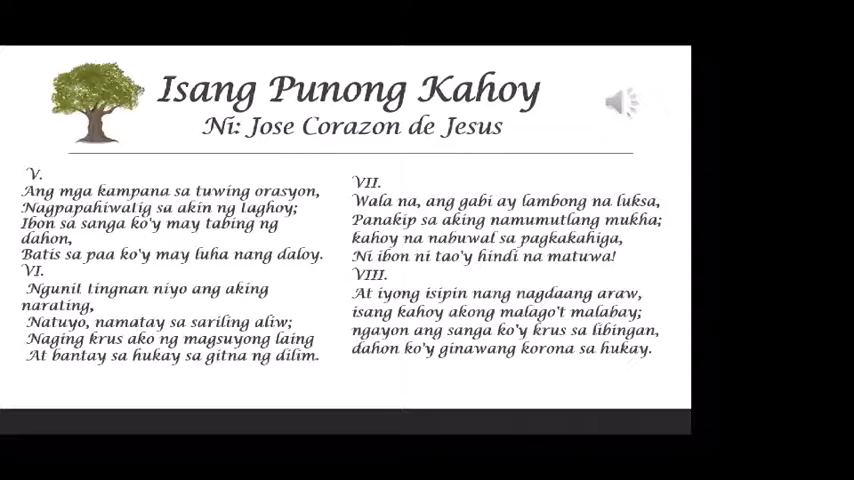 Isang Punong Kahoy
Ni: Jose Corazon de Jesus
V.
Ang mga kampana sa tuwing orasyon,
Nagpapahiwatig sa akin ng taghoy;
Ibon sa sanga ko'y may tabing ng
dahon,
Batis sa paa ko'y may luha nang daloy.
VI.
Ngunit tingnan niyo ang aking
narating,
Natuyo, namatay sa sariling aliw;
Naging krus ako ng magsuyong laing
At bantay sa hukay sa gitna ng dilim.
VII.
Wala na, ang gabi ay lambong na luksa,
Panakip sa aking namumutlang mukha;
kahoy na nabuwal sa pagkakahiga,
Ni ibon ni tao'y hindi na matuwa!
VIII.
At iyong isipin nang nagdaang araw,
isang kahoy akong malago't malabay;
ngayon ang sanga ko'y krus sa libingan,
dahon ko'y ginawang korona sa hukay.